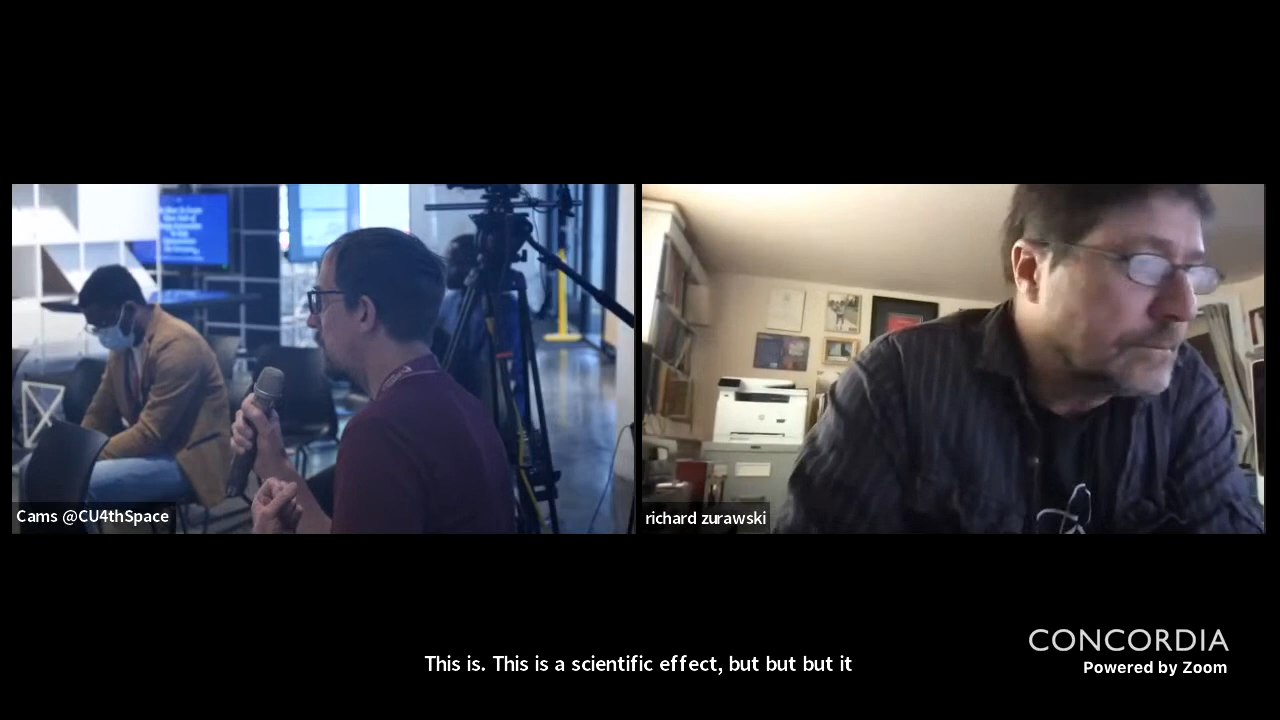 Cams @CU4thSpace
richard zurawski
This is. This is a scientific effect, but but but it
CONCORDIA
Powered by Zoom